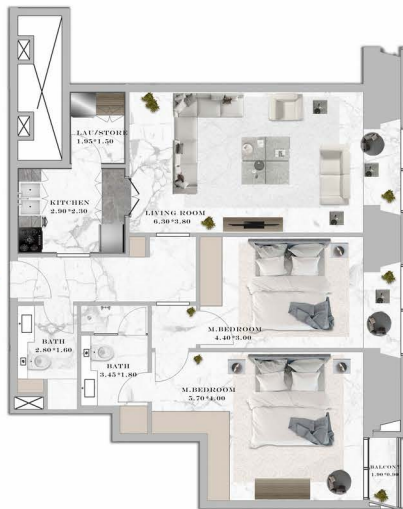 LAU/STORE
1.95*1.50
KITCHEN
2.90*2.30
LIVING ROOM
6.30*3.80
M.BEDROOM
4.40*3.00
BATH
2.80*1.60
BATH
3.45*1.80
M.BEDROOM
5.70*4.00
BALCONY